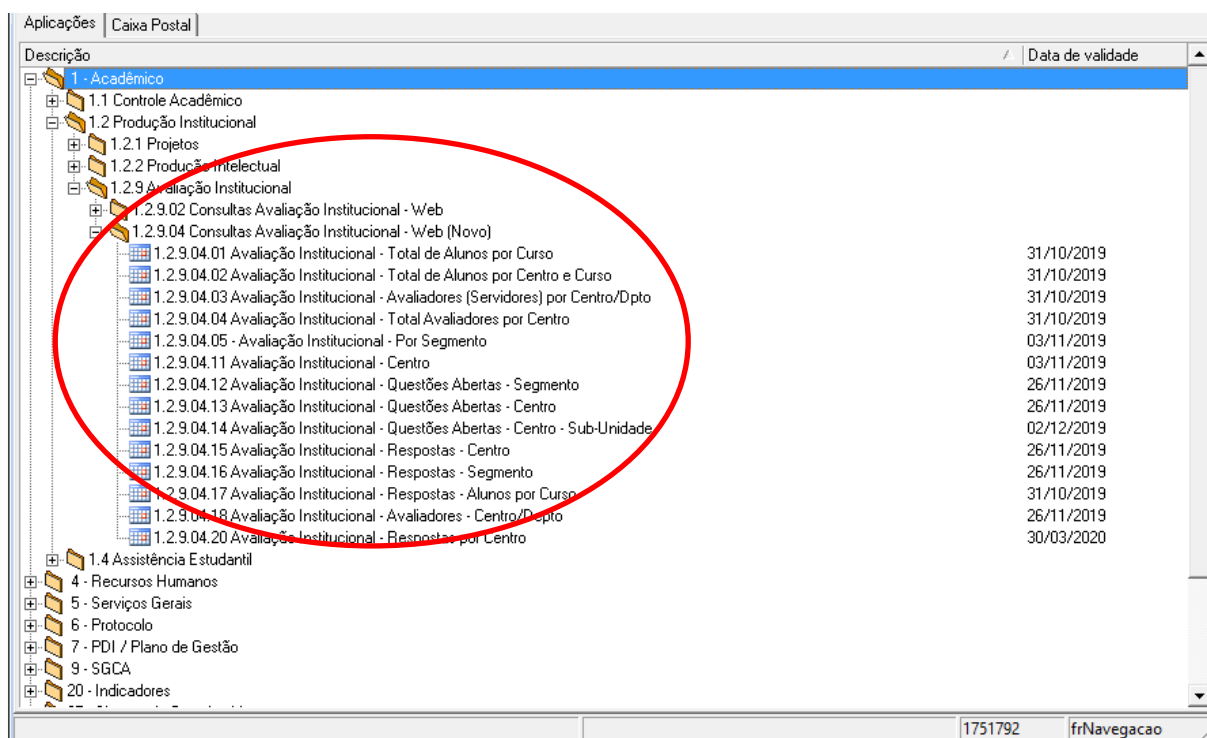 Aplicações Caixa Postal
Descrição Data de validade
1 - Acadêmico
1.1 Controle Acadêmico
1.2 Produção Institucional
1.2.1 Projetos
1.2.2 Produção Intelectual
1.2.9 Avaliação Institucional
1.2.9.02 Consultas Avaliação Institucional - Web
1.2.9.04 Consultas Avaliação Institucional - Web (Novo)
1.2.9.04.01 Avaliação Institucional - Total de Alunos por Curso 31/10/2019
1.2.9.04.02 Avaliação Institucional - Total de Alunos por Centro e Curso 31/10/2019
1.2.9.04.03 Avaliação Institucional - Avaliadores (Servidores) por Centro/Dpto 31/10/2019
1.2.9.04.04 Avaliação Institucional - Total Avaliadores por Centro 31/10/2019
1.2.9.04.05 - Avaliação Institucional - Por Segmento 03/11/2019
1.2.9.04.11 Avaliação Institucional - Centro 03/11/2019
1.2.9.04.12 Avaliação Institucional - Questões Abertas - Segmento 26/11/2019
1.2.9.04.13 Avaliação Institucional - Questões Abertas - Centro 26/11/2019
1.2.9.04.14 Avaliação Institucional - Questões Abertas - Centro - Sub-Unidade 02/12/2019
1.2.9.04.15 Avaliação Institucional - Respostas - Centro 26/11/2019
1.2.9.04.16 Avaliação Institucional - Respostas - Segmento 26/11/2019
1.2.9.04.17 Avaliação Institucional - Respostas - Alunos por Curso 31/10/2019
1.2.9.04.18 Avaliação Institucional - Avaliadores - Centro/Depto 26/11/2019
1.2.9.04.20 Avaliação Institucional - Respostas por Centro 30/03/2020
1.4 Assistência Estudantil
4 - Recursos Humanos
5 - Serviços Gerais
6 - Protocolo
7 - PDI / Plano de Gestão
9 - SGCA
20 - Indicadores
1751792 frNavegacao